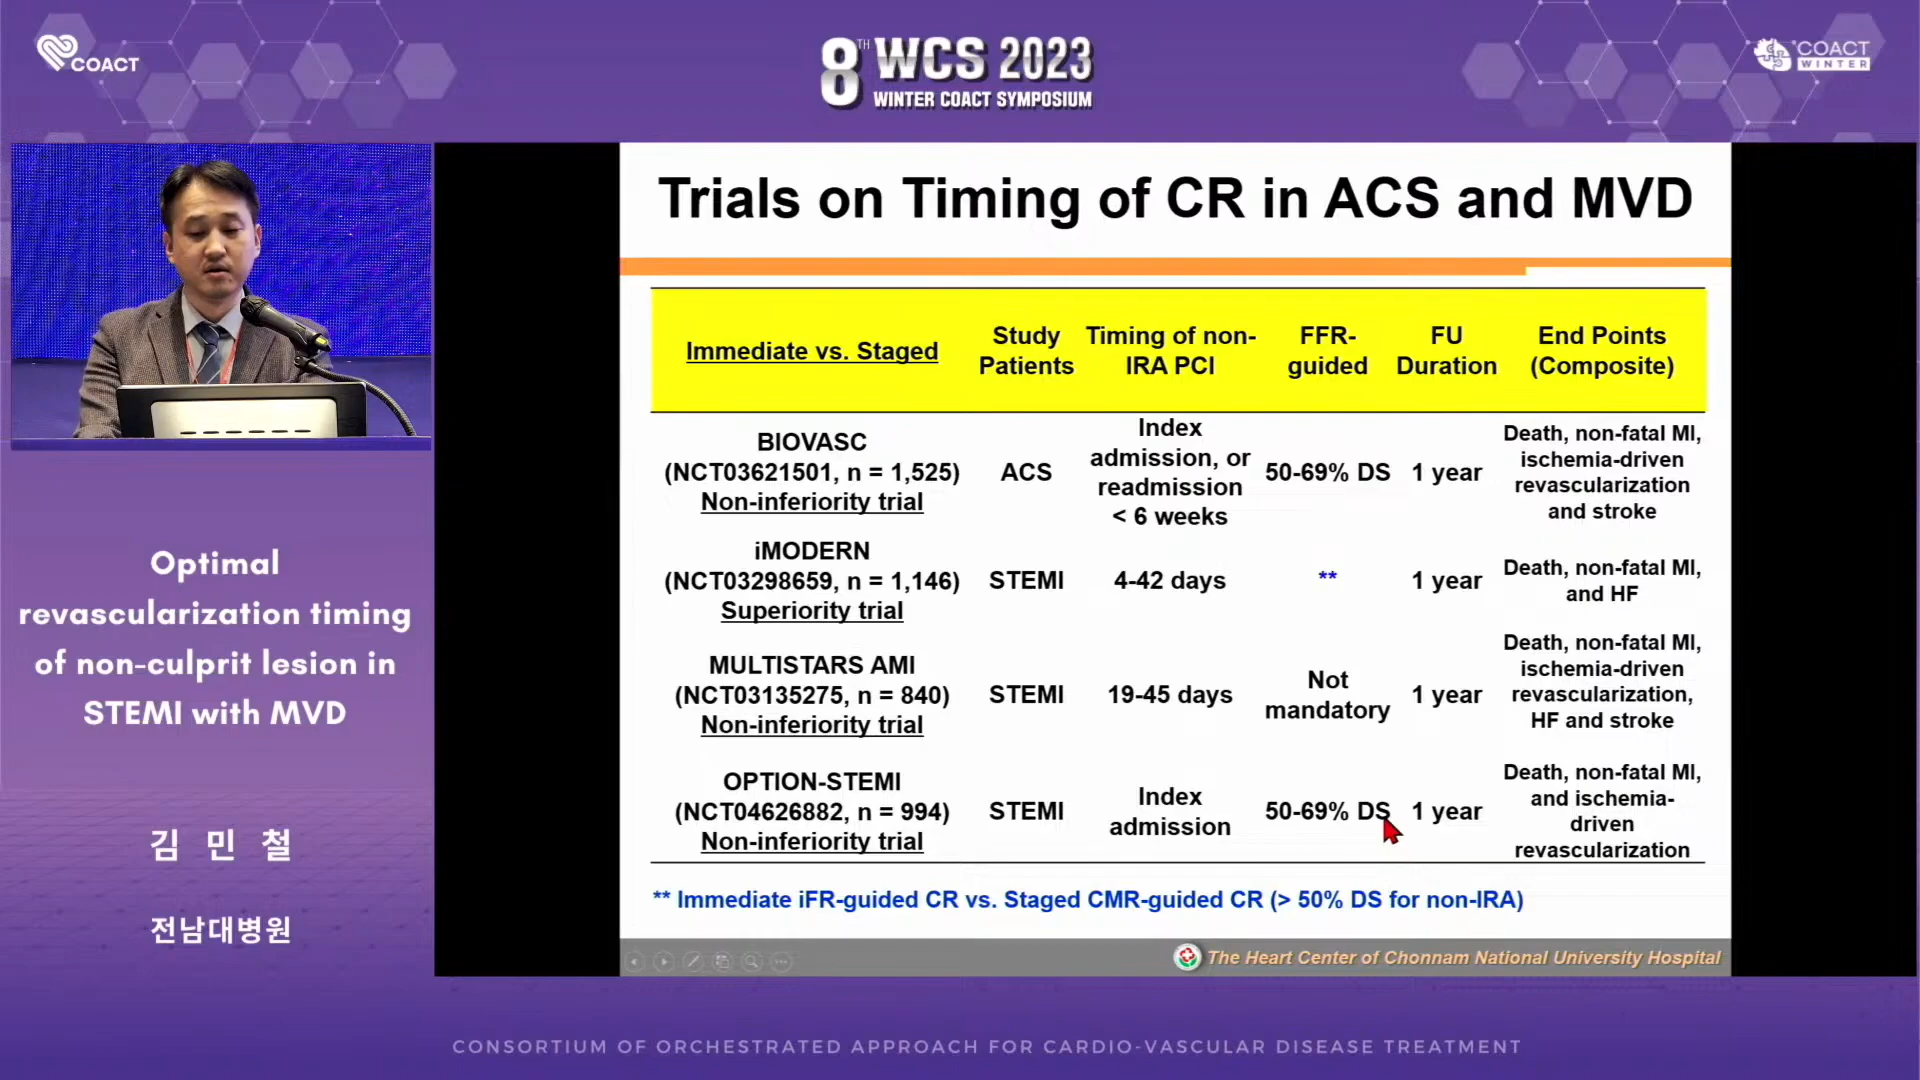 COACT
8TH WCS 2023
WINTER COACT SYMPOSIUM
COACT
WINTER
Optimal
revascularization timing
of non-culprit lesion in
STEMI with MVD
김 민 철
전남대병원
Trials on Timing of CR in ACS and MVD
Immediate vs. Staged
Study
Patients
Timing of non-
IRA PCI
FFR-
guided
FU
Duration
End Points
(Composite)
BIOVASC
(NCT03621501, n = 1,525)
Non-inferiority trial
ACS
Index
admission, or
readmission
< 6 weeks
50-69% DS
1 year
Death, non-fatal MI,
ischemia-driven
revascularization
and stroke
iMODERN
(NCT03298659, n = 1,146)
Superiority trial
STEMI
4-42 days
**
1 year
Death, non-fatal MI,
and HF
MULTISTARS AMI
(NCT03135275, n = 840)
Non-inferiority trial
STEMI
19-45 days
Not
mandatory
1 year
Death, non-fatal MI,
ischemia-driven
revascularization,
HF and stroke
OPTION-STEMI
(NCT04626882, n = 994)
Non-inferiority trial
STEMI
Index
admission
50-69% DS
1 year
Death, non-fatal MI,
and ischemia-
driven
revascularization
** Immediate iFR-guided CR vs. Staged CMR-guided CR (> 50% DS for non-IRA)
The Heart Center of Chonnam National University Hospital
CONSORTIUM OF ORCHESTRATED APPROACH FOR CARDIO-VASCULAR DISEASE TREATMENT